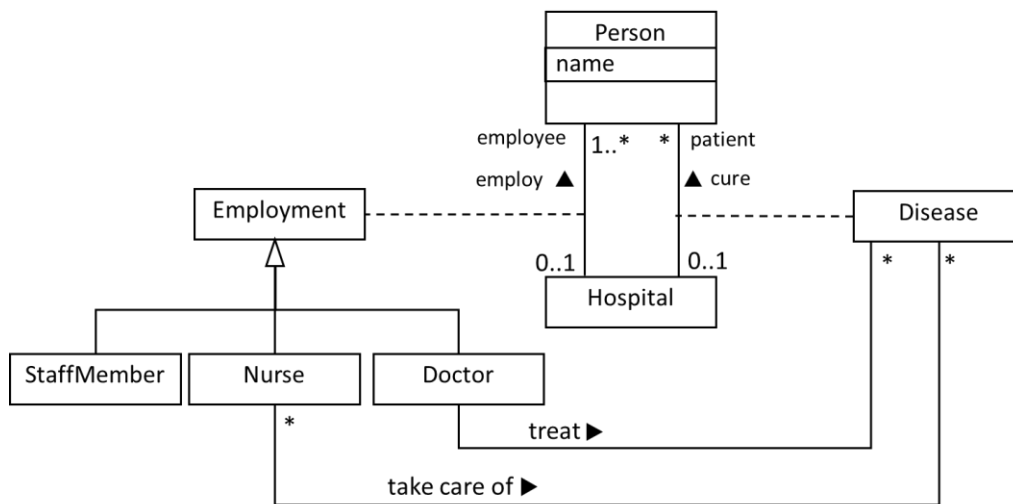 Person
name
employee
1..*
*
patient
employ ▲
▲ cure
Employment
Disease
0..1
0..1
*
*
Hospital
StaffMember
Nurse
Doctor
*
treat ▶
take care of ▶